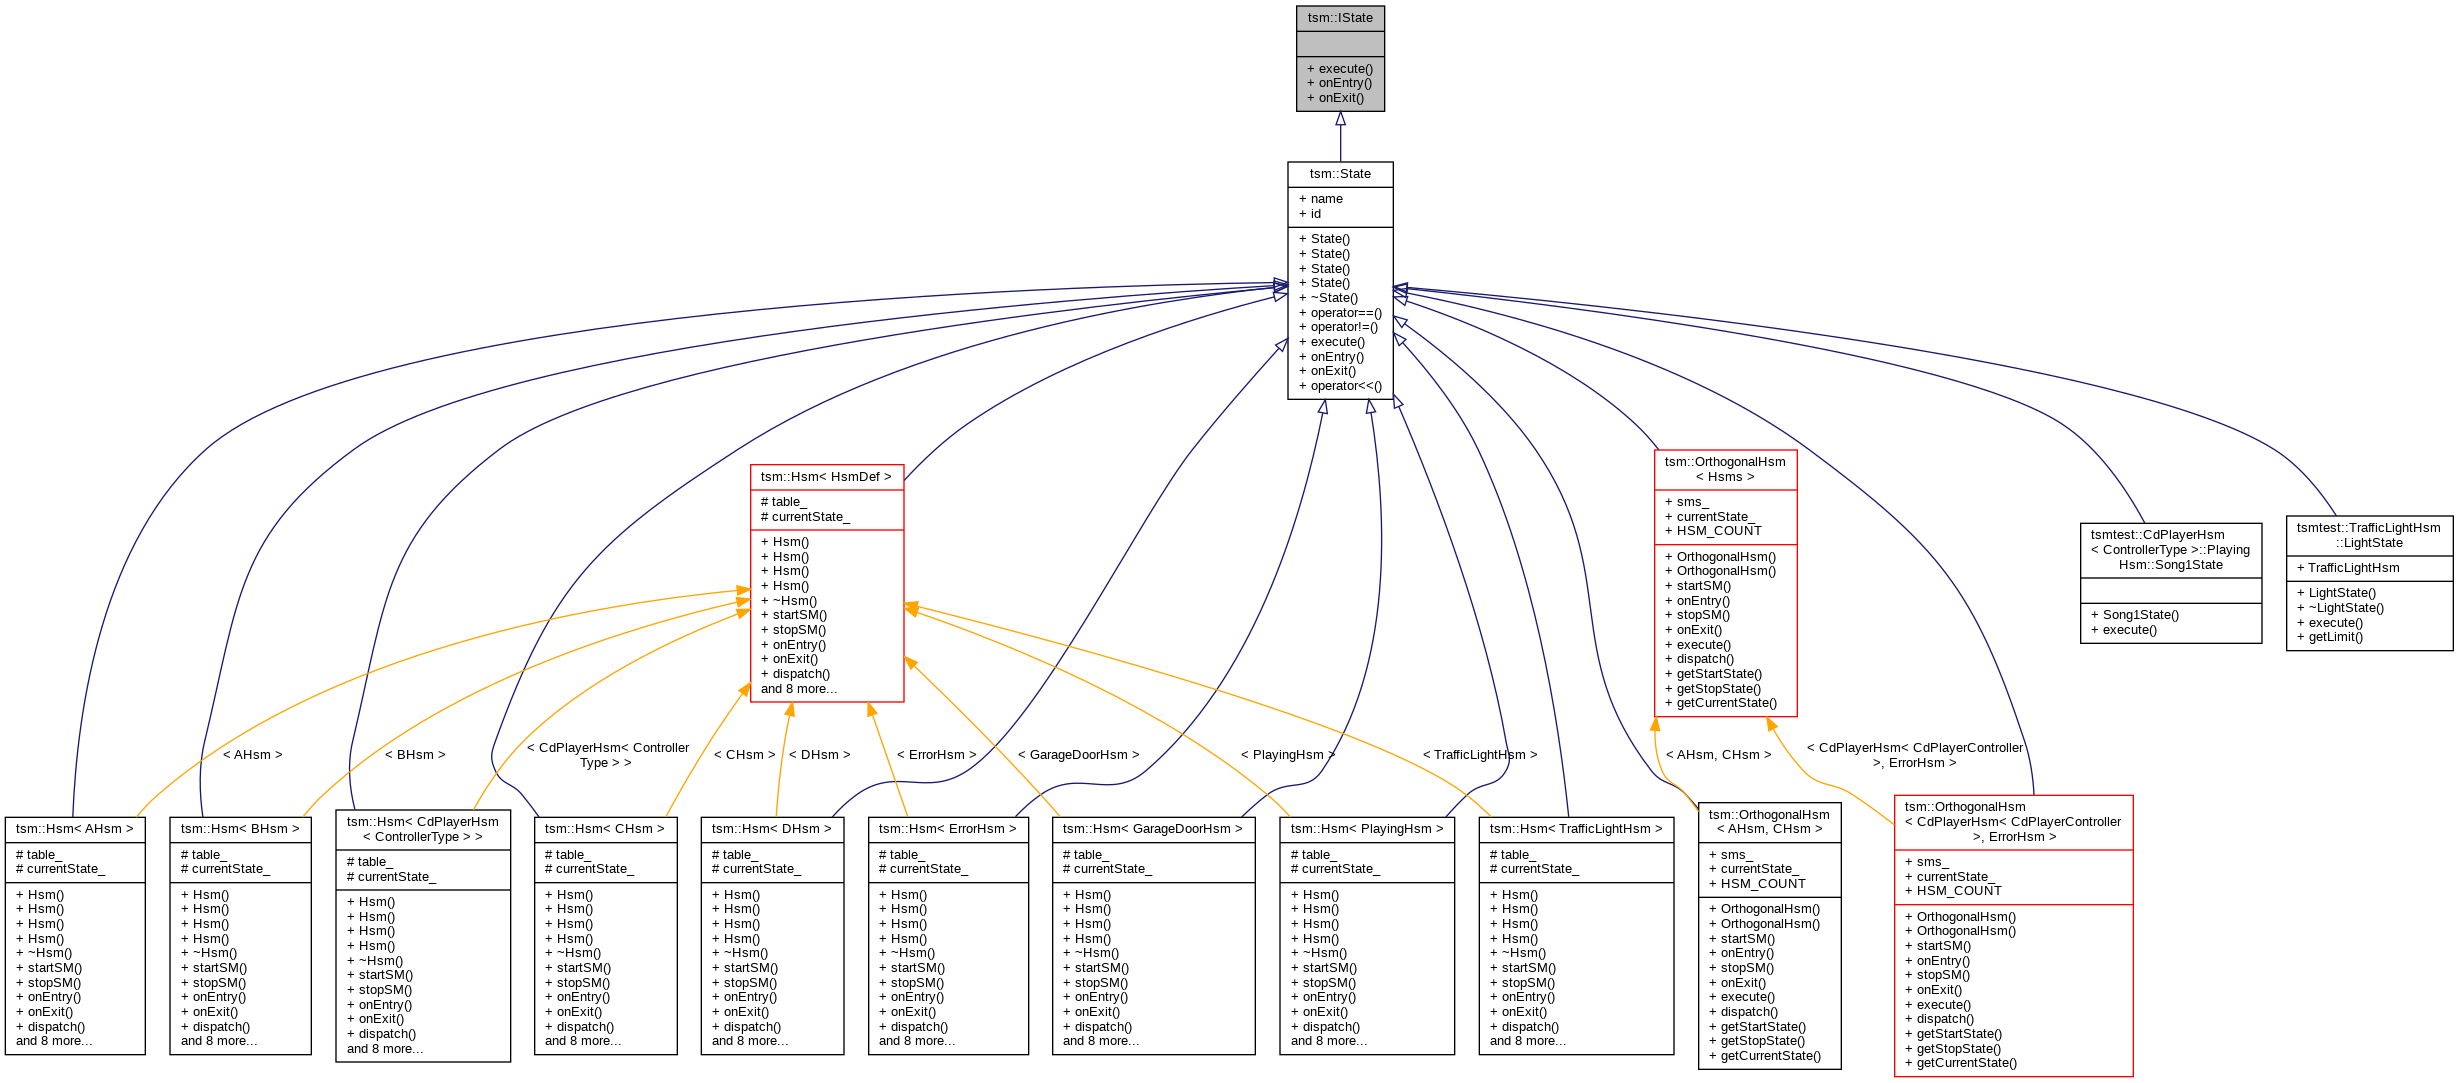 tsm::IState
+ execute()
+ onEntry()
+ onExit()
tsm::State
+ name
+ id
+ State()
+ State()
+ State()
+ State()
+ ~State()
+ operator==()
+ operator!=()
+ execute()
+ onEntry()
+ onExit()
+ operator<<()
tsm::Hsm< HsmDef >
# table_
# currentState_
+ Hsm()
+ Hsm()
+ Hsm()
+ Hsm()
+ ~Hsm()
+ startSM()
+ stopSM()
+ onEntry()
+ onExit()
+ dispatch()
and 8 more...
tsm::OrthogonalHsm
< Hsms >
+ sms_
+ currentState_
+ HSM_COUNT
+ OrthogonalHsm()
+ OrthogonalHsm()
+ startSM()
+ onEntry()
+ stopSM()
+ onExit()
+ execute()
+ dispatch()
+ getStartState()
+ getStopState()
+ getCurrentState()
tsmtest::CdPlayerHsm
< ControllerType >::Playing
Hsm::Song1State
+ Song1State()
+ execute()
tsmtest::TrafficLightHsm
::LightState
+ TrafficLightHsm
+ LightState()
+ ~LightState()
+ execute()
+ getLimit()
< AHsm >
< BHsm >
< CdPlayerHsm< Controller
Type > >
< CHsm >
< DHsm >
< ErrorHsm >
< GarageDoorHsm >
< PlayingHsm >
< TrafficLightHsm >
< AHsm, CHsm >
< CdPlayerHsm< CdPlayerController
>, ErrorHsm >
tsm::Hsm< AHsm >
# table_
# currentState_
+ Hsm()
+ Hsm()
+ Hsm()
+ Hsm()
+ ~Hsm()
+ startSM()
+ stopSM()
+ onEntry()
+ onExit()
+ dispatch()
and 8 more...
tsm::Hsm< BHsm >
# table_
# currentState_
+ Hsm()
+ Hsm()
+ Hsm()
+ Hsm()
+ ~Hsm()
+ startSM()
+ stopSM()
+ onEntry()
+ onExit()
+ dispatch()
and 8 more...
tsm::Hsm< CdPlayerHsm
< ControllerType > >
# table_
# currentState_
+ Hsm()
+ Hsm()
+ Hsm()
+ Hsm()
+ ~Hsm()
+ startSM()
+ stopSM()
+ onEntry()
+ onExit()
+ dispatch()
and 8 more...
tsm::Hsm< CHsm >
# table_
# currentState_
+ Hsm()
+ Hsm()
+ Hsm()
+ Hsm()
+ ~Hsm()
+ startSM()
+ stopSM()
+ onEntry()
+ onExit()
+ dispatch()
and 8 more...
tsm::Hsm< DHsm >
# table_
# currentState_
+ Hsm()
+ Hsm()
+ Hsm()
+ Hsm()
+ ~Hsm()
+ startSM()
+ stopSM()
+ onEntry()
+ onExit()
+ dispatch()
and 8 more...
tsm::Hsm< ErrorHsm >
# table_
# currentState_
+ Hsm()
+ Hsm()
+ Hsm()
+ Hsm()
+ ~Hsm()
+ startSM()
+ stopSM()
+ onEntry()
+ onExit()
+ dispatch()
and 8 more...
tsm::Hsm< GarageDoorHsm >
# table_
# currentState_
+ Hsm()
+ Hsm()
+ Hsm()
+ Hsm()
+ ~Hsm()
+ startSM()
+ stopSM()
+ onEntry()
+ onExit()
+ dispatch()
and 8 more...
tsm::Hsm< PlayingHsm >
# table_
# currentState_
+ Hsm()
+ Hsm()
+ Hsm()
+ Hsm()
+ ~Hsm()
+ startSM()
+ stopSM()
+ onEntry()
+ onExit()
+ dispatch()
and 8 more...
tsm::Hsm< TrafficLightHsm >
# table_
# currentState_
+ Hsm()
+ Hsm()
+ Hsm()
+ Hsm()
+ ~Hsm()
+ startSM()
+ stopSM()
+ onEntry()
+ onExit()
+ dispatch()
and 8 more...
tsm::OrthogonalHsm
< AHsm, CHsm >
+ sms_
+ currentState_
+ HSM_COUNT
+ OrthogonalHsm()
+ OrthogonalHsm()
+ startSM()
+ onEntry()
+ stopSM()
+ onExit()
+ execute()
+ dispatch()
+ getStartState()
+ getStopState()
+ getCurrentState()
tsm::OrthogonalHsm
< CdPlayerHsm< CdPlayerController
>, ErrorHsm >
+ sms_
+ currentState_
+ HSM_COUNT
+ OrthogonalHsm()
+ OrthogonalHsm()
+ startSM()
+ onEntry()
+ stopSM()
+ onExit()
+ execute()
+ dispatch()
+ getStartState()
+ getStopState()
+ getCurrentState()